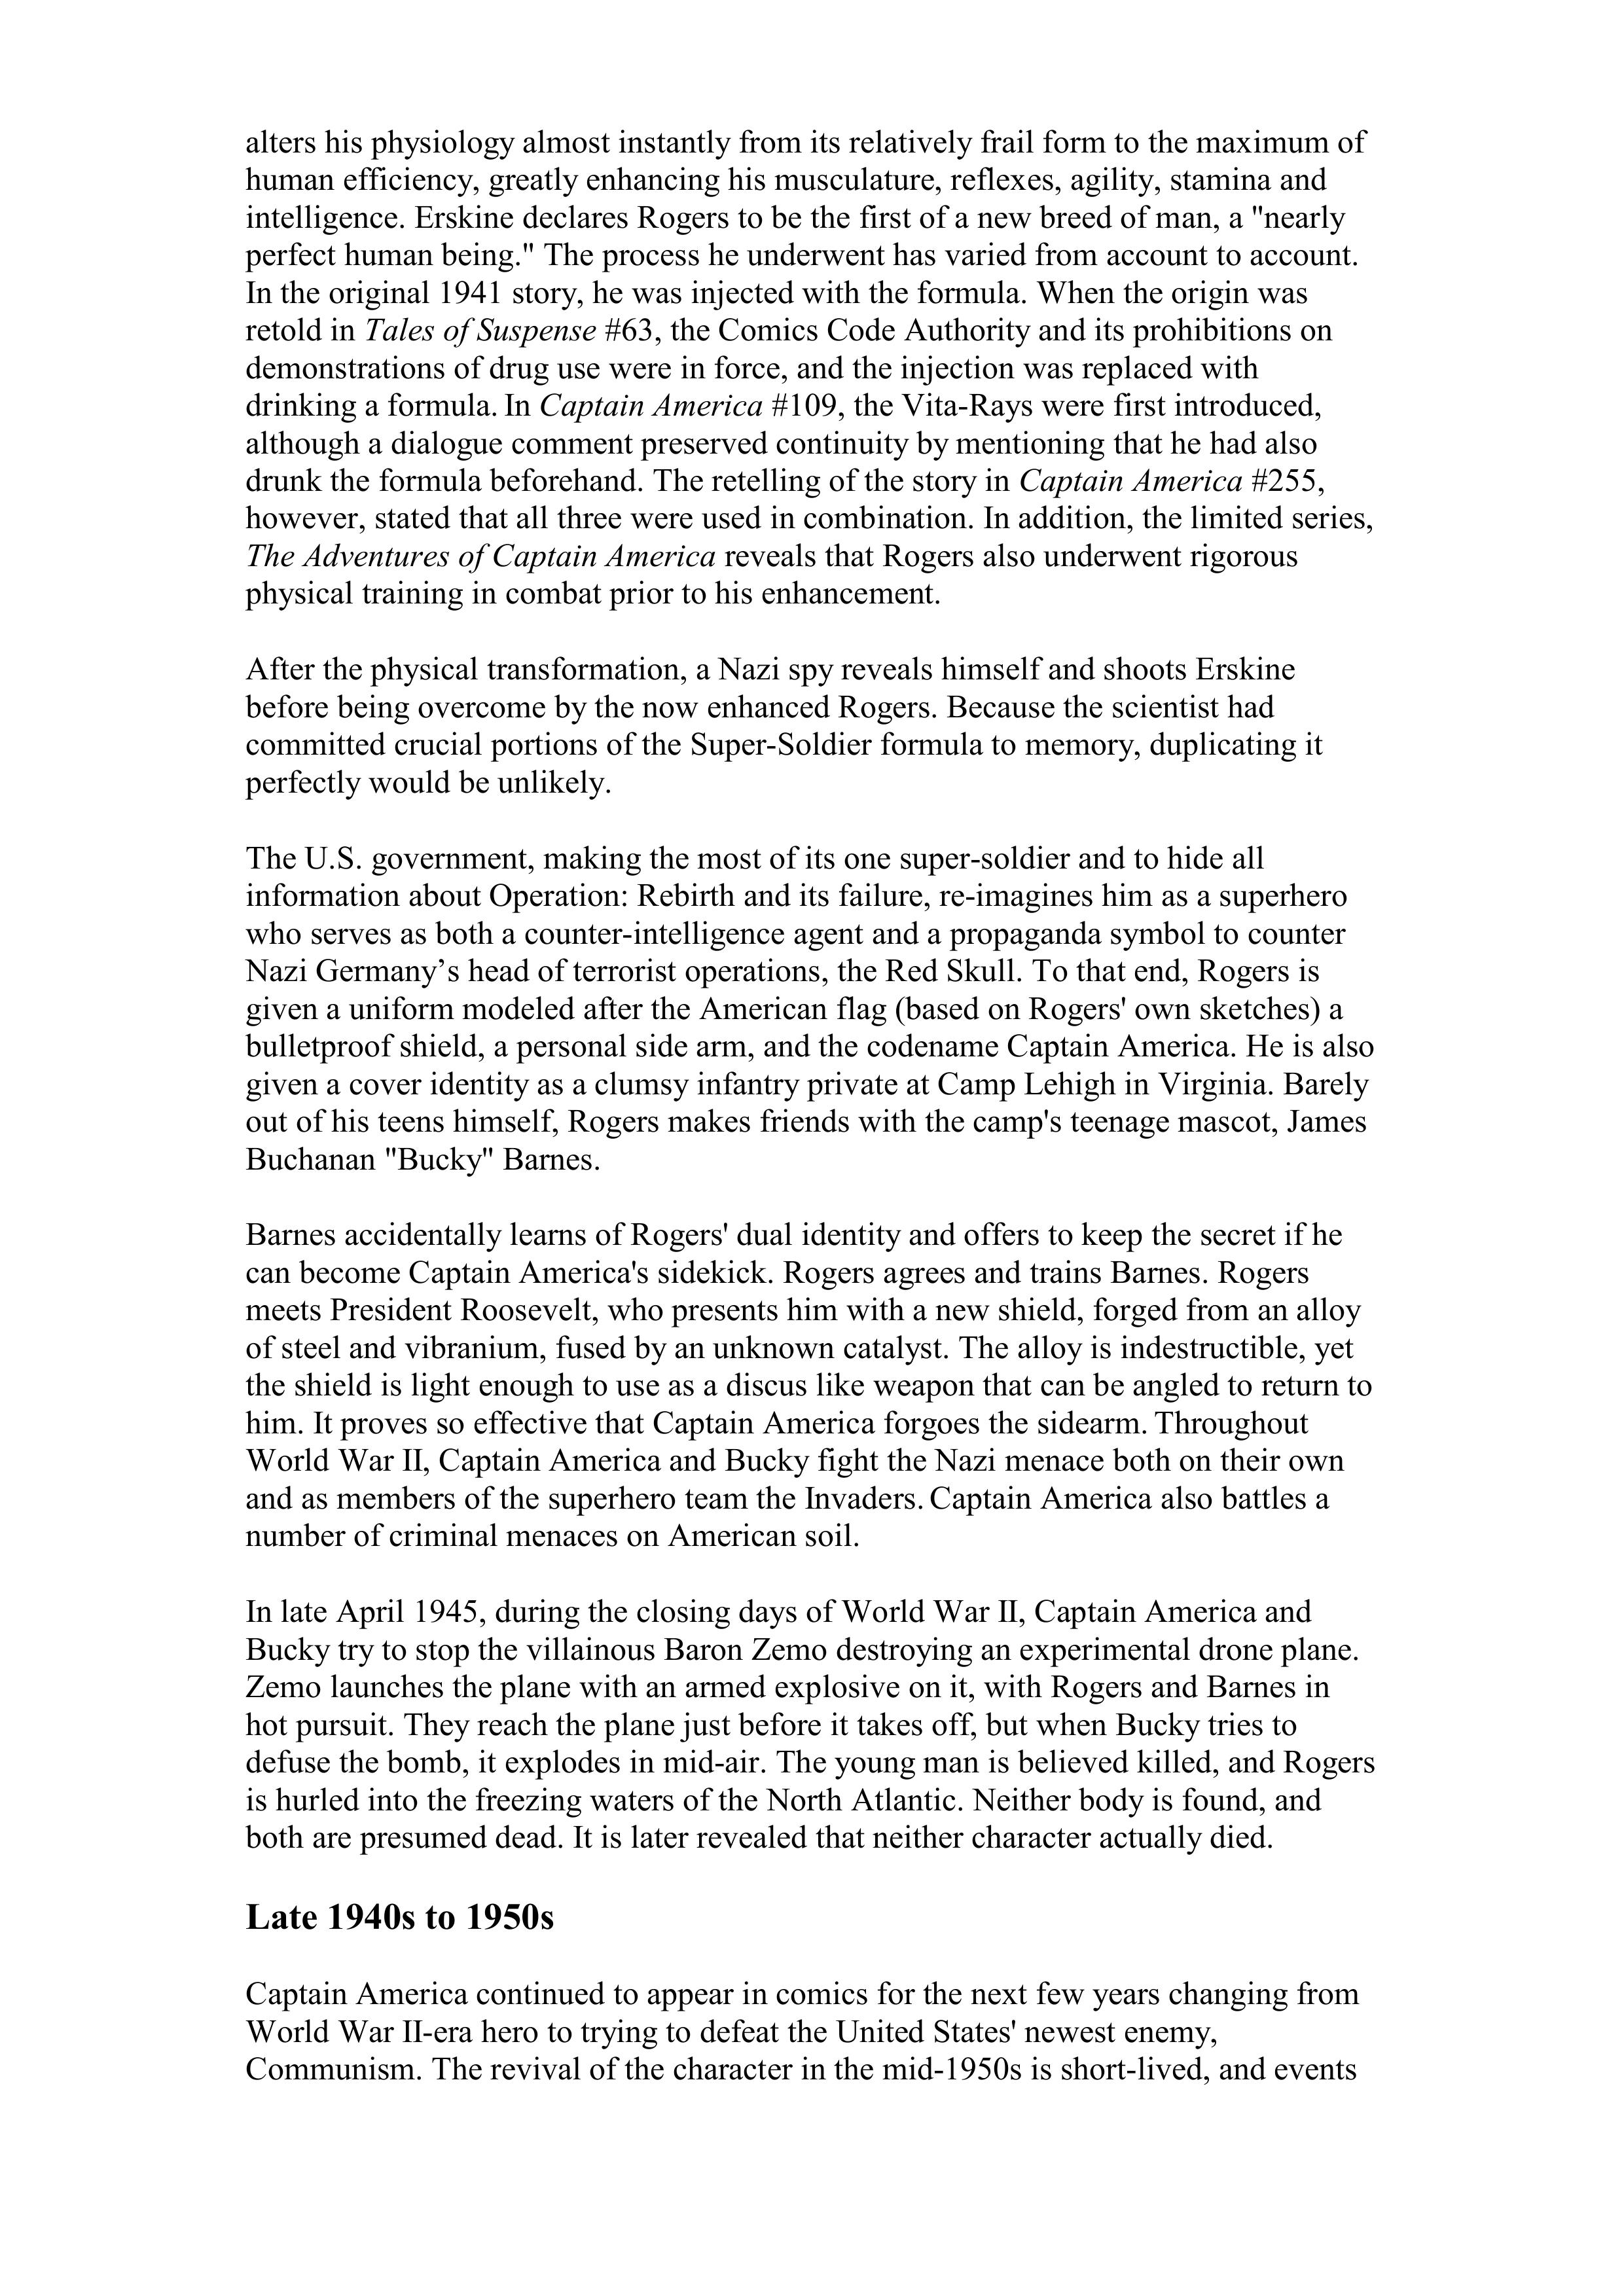 alters his physiology almost instantly from its relatively frail form to the maximum of
human efficiency, greatly enhancing his musculature, reflexes, agility, stamina and
intelligence. Erskine declares Rogers to be the first of a new breed of man, a "nearly
perfect human being." The process he underwent has varied from account to account.
In the original 1941 story, he was injected with the formula. When the origin was
retold in Tales of Suspense #63, the Comics Code Authority and its prohibitions on
demonstrations of drug use were in force, and the injection was replaced with
drinking a formula. In Captain America #109, the Vita-Rays were first introduced,
although a dialogue comment preserved continuity by mentioning that he had also
drunk the formula beforehand. The retelling of the story in Captain America #255,
however, stated that all three were used in combination. In addition, the limited series,
The Adventures of Captain America reveals that Rogers also underwent rigorous
physical training in combat prior to his enhancement.
After the physical transformation, a Nazi spy reveals himself and shoots Erskine
before being overcome by the now enhanced Rogers. Because the scientist had
committed crucial portions of the Super-Soldier formula to memory, duplicating it
perfectly would be unlikely.
The U.S. government, making the most of its one super-soldier and to hide all
information about Operation: Rebirth and its failure, re-imagines him as a superhero
who serves as both a counter-intelligence agent and a propaganda symbol to counter
Nazi Germany’s head of terrorist operations, the Red Skull. To that end, Rogers is
given a uniform modeled after the American flag (based on Rogers' own sketches) a
bulletproof shield, a personal side arm, and the codename Captain America. He is also
given a cover identity as a clumsy infantry private at Camp Lehigh in Virginia. Barely
out of his teens himself, Rogers makes friends with the camp's teenage mascot, James
Buchanan "Bucky" Barnes.
Barnes accidentally learns of Rogers' dual identity and offers to keep the secret if he
can become Captain America's sidekick. Rogers agrees and trains Barnes. Rogers
meets President Roosevelt, who presents him with a new shield, forged from an alloy
of steel and vibranium, fused by an unknown catalyst. The alloy is indestructible, yet
the shield is light enough to use as a discus like weapon that can be angled to return to
him. It proves so effective that Captain America forgoes the sidearm. Throughout
World War II, Captain America and Bucky fight the Nazi menace both on their own
and as members of the superhero team the Invaders. Captain America also battles a
number of criminal menaces on American soil.
In late April 1945, during the closing days of World War II, Captain America and
Bucky try to stop the villainous Baron Zemo destroying an experimental drone plane.
Zemo launches the plane with an armed explosive on it, with Rogers and Barnes in
hot pursuit. They reach the plane just before it takes off, but when Bucky tries to
defuse the bomb, it explodes in mid-air. The young man is believed killed, and Rogers
is hurled into the freezing waters of the North Atlantic. Neither body is found, and
both are presumed dead. It is later revealed that neither character actually died.
Late 1940s to 1950s
Captain America continued to appear in comics for the next few years changing from
World War II-era hero to trying to defeat the United States' newest enemy,
Communism. The revival of the character in the mid-1950s is short-lived, and events